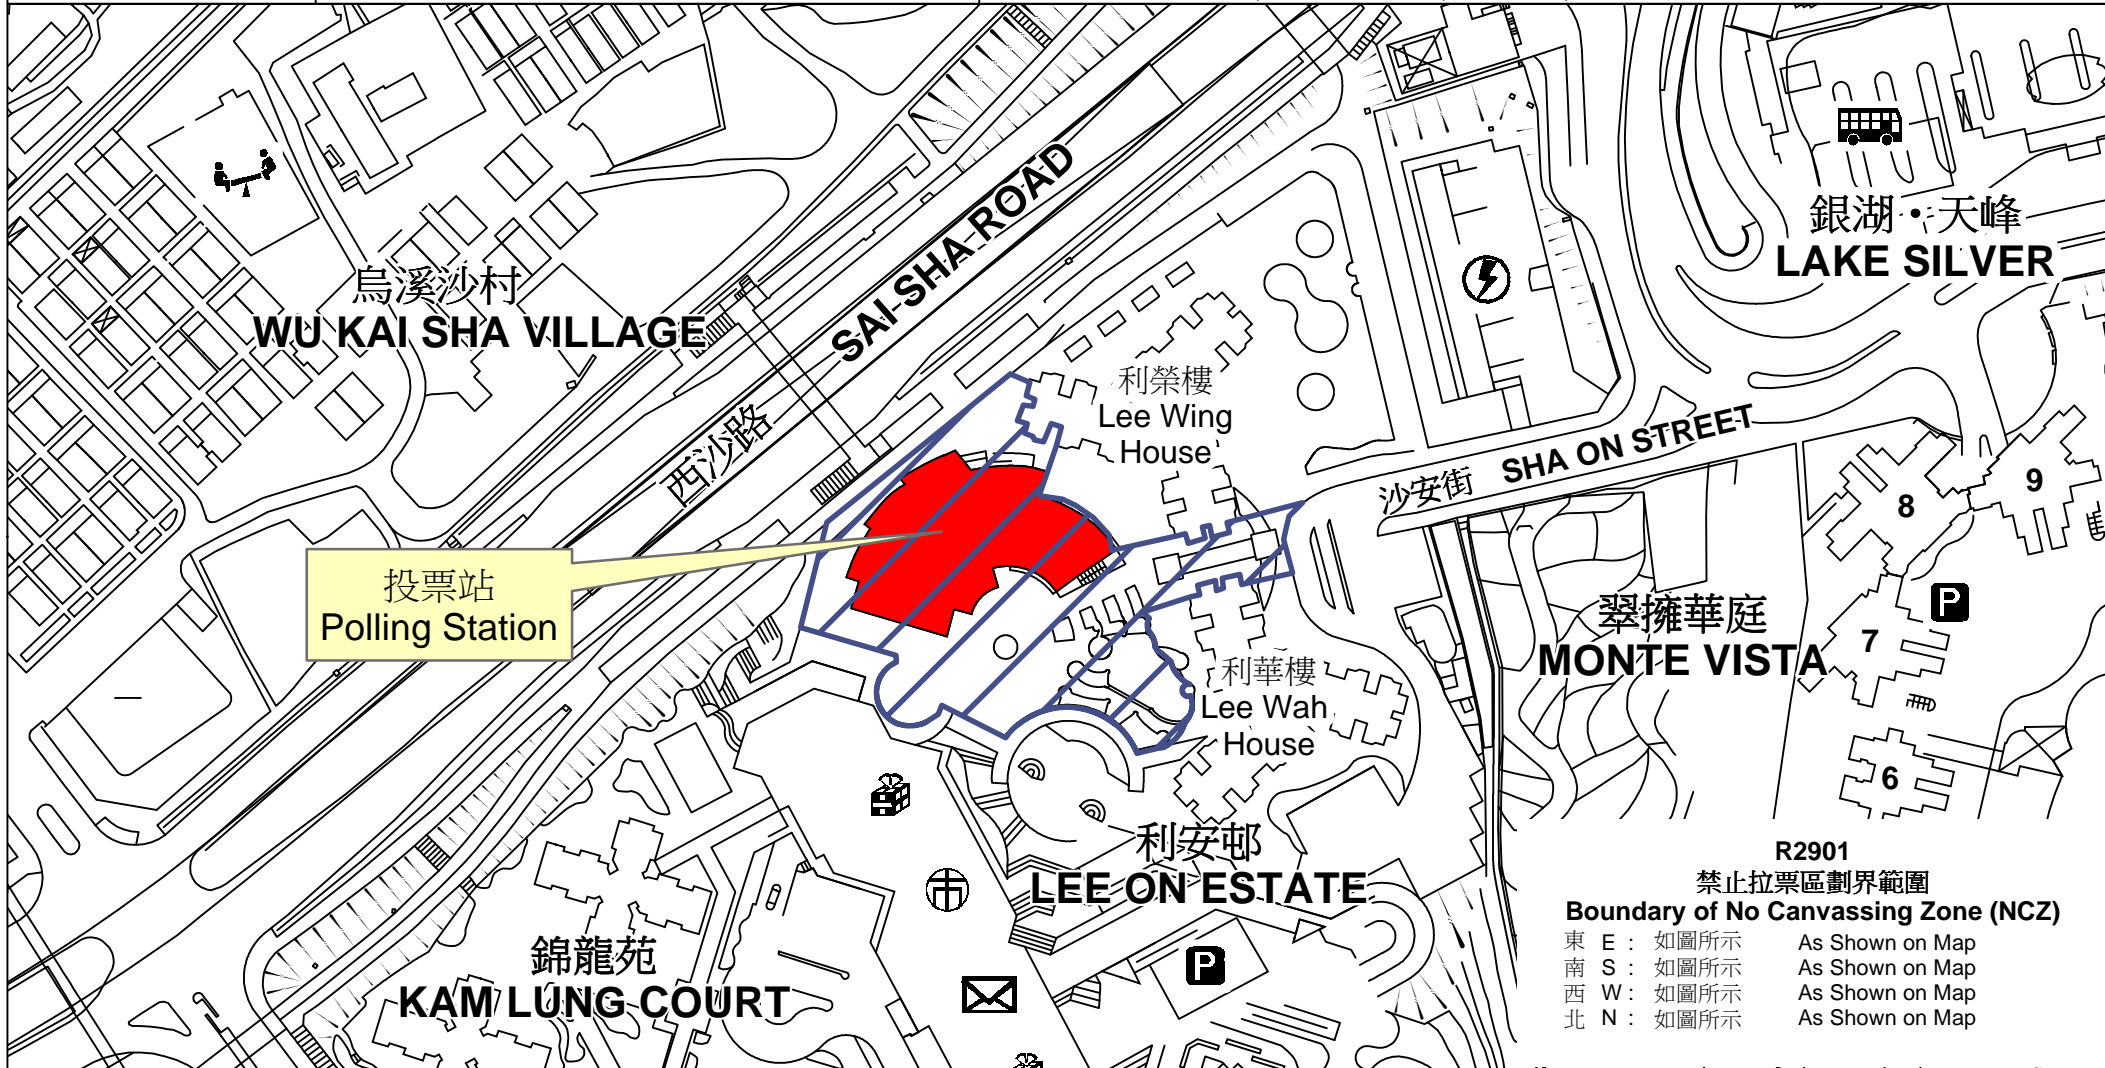 銀湖・天峰
LAKE SILVER
烏溪沙村
WU KAI SHA VILLAGE
SAI SHA ROAD
西沙路
利榮樓
Lee Wing
House
沙安街 SHA ON STREET
8
9
投票站
Polling Station
翠擁華庭
MONTE VISTA
P
7
利華樓
Lee Wah
House
6
利安邨
LEE ON ESTATE
市
錦龍苑
KAM LUNG COURT
P
R2901
禁止拉票區劃界範圍
Boundary of No Canvassing Zone (NCZ)
東 E : 如圖所示 As Shown on Map
南 S : 如圖所示 As Shown on Map
西 W : 如圖所示 As Shown on Map
北 N : 如圖所示 As Shown on Map